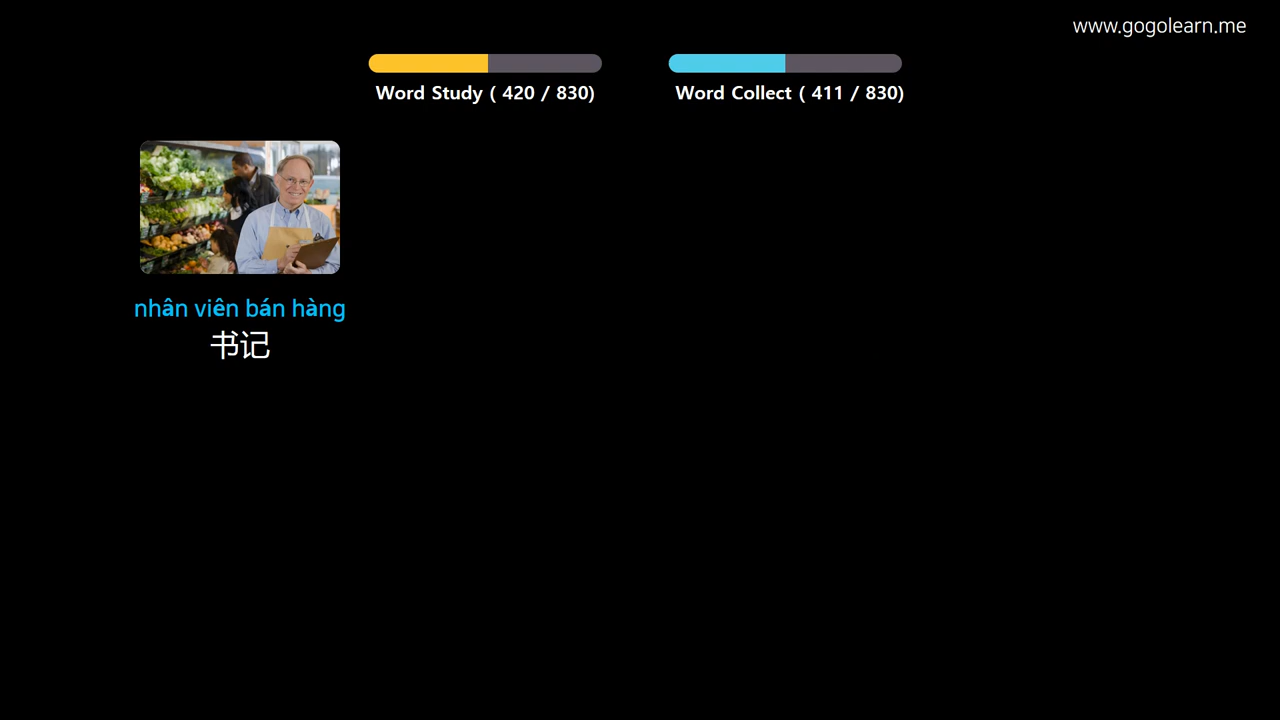 www.gogolearn.me
Word Study ( 420 / 830)
Word Collect ( 411 / 830)
nhân viên bán hàng
书记